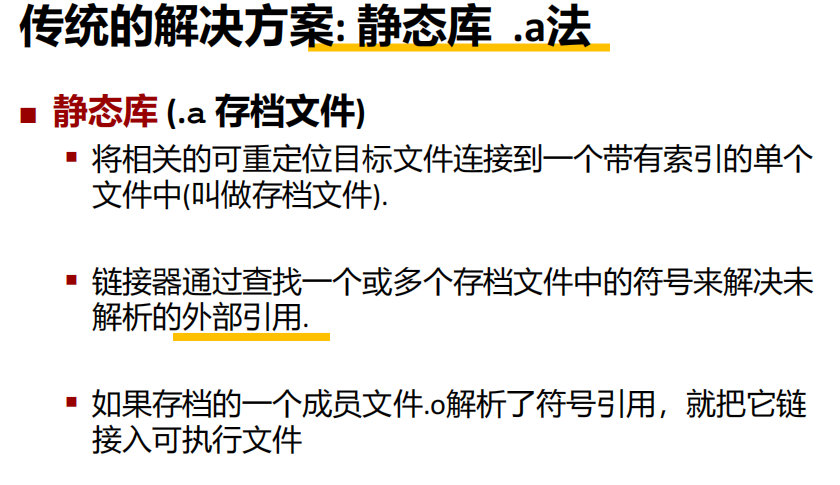 传统的解决方案: 静态库 .a法
静态库 (.a 存档文件)
将相关的可重定位目标文件连接到一个带有索引的单个
文件中(叫做存档文件).
链接器通过查找一个或多个存档文件中的符号来解决未
解析的外部引用.
如果存档的一个成员文件.o解析了符号引用，就把它链
接入可执行文件